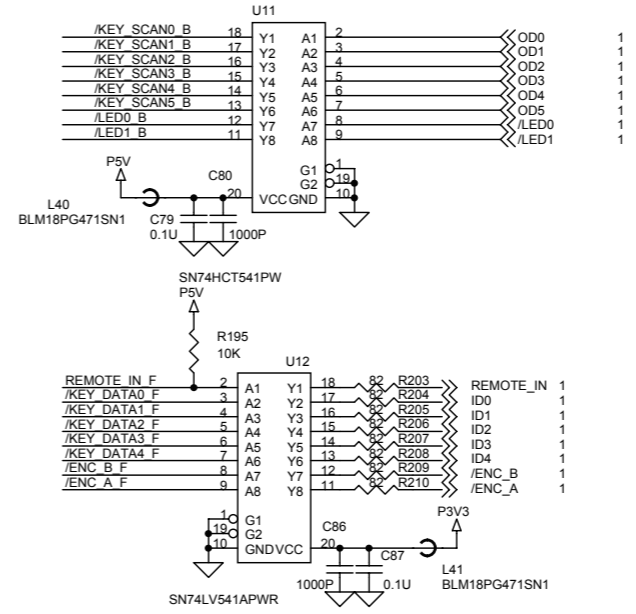 U11
/KEY_SCAN0_B 18 Y1 A1 2 OD0 1
/KEY_SCAN1_B 17 Y2 A2 3 OD1 1
/KEY_SCAN2_B 16 Y3 A3 4 OD2 1
/KEY_SCAN3_B 15 Y4 A4 5 OD3 1
/KEY_SCAN4_B 14 Y5 A5 6 OD4 1
/KEY_SCAN5_B 13 Y6 A6 7 OD5 1
/LED0_B 12 Y7 A7 8 /LED0 1
/LED1_B 11 Y8 A8 9 /LED1 1
P5V
C80
G1 1
G2 19
20 VCC GND 10
L40
BLM18PG471SN1
C79
0.1U
1000P
SN74HCT541PW
P5V
R195
10K
U12
REMOTE_IN_F 2 A1 Y1 18 82 R203 REMOTE_IN 1
/KEY_DATA0_F 3 A2 Y2 17 82 R204 ID0 1
/KEY_DATA1_F 4 A3 Y3 16 82 R205 ID1 1
/KEY_DATA2_F 5 A4 Y4 15 82 R206 ID2 1
/KEY_DATA3_F 6 A5 Y5 14 82 R207 ID3 1
/KEY_DATA4_F 7 A6 Y6 13 82 R208 ID4 1
/ENC_B_F 8 A7 Y7 12 82 R209 /ENC_B 1
/ENC_A_F 9 A8 Y8 11 82 R210 /ENC_A 1
P3V3
1 G1
19 G2
C86
10 GND VCC 20
C87
1000P
0.1U
L41
BLM18PG471SN1
SN74LV541APWR